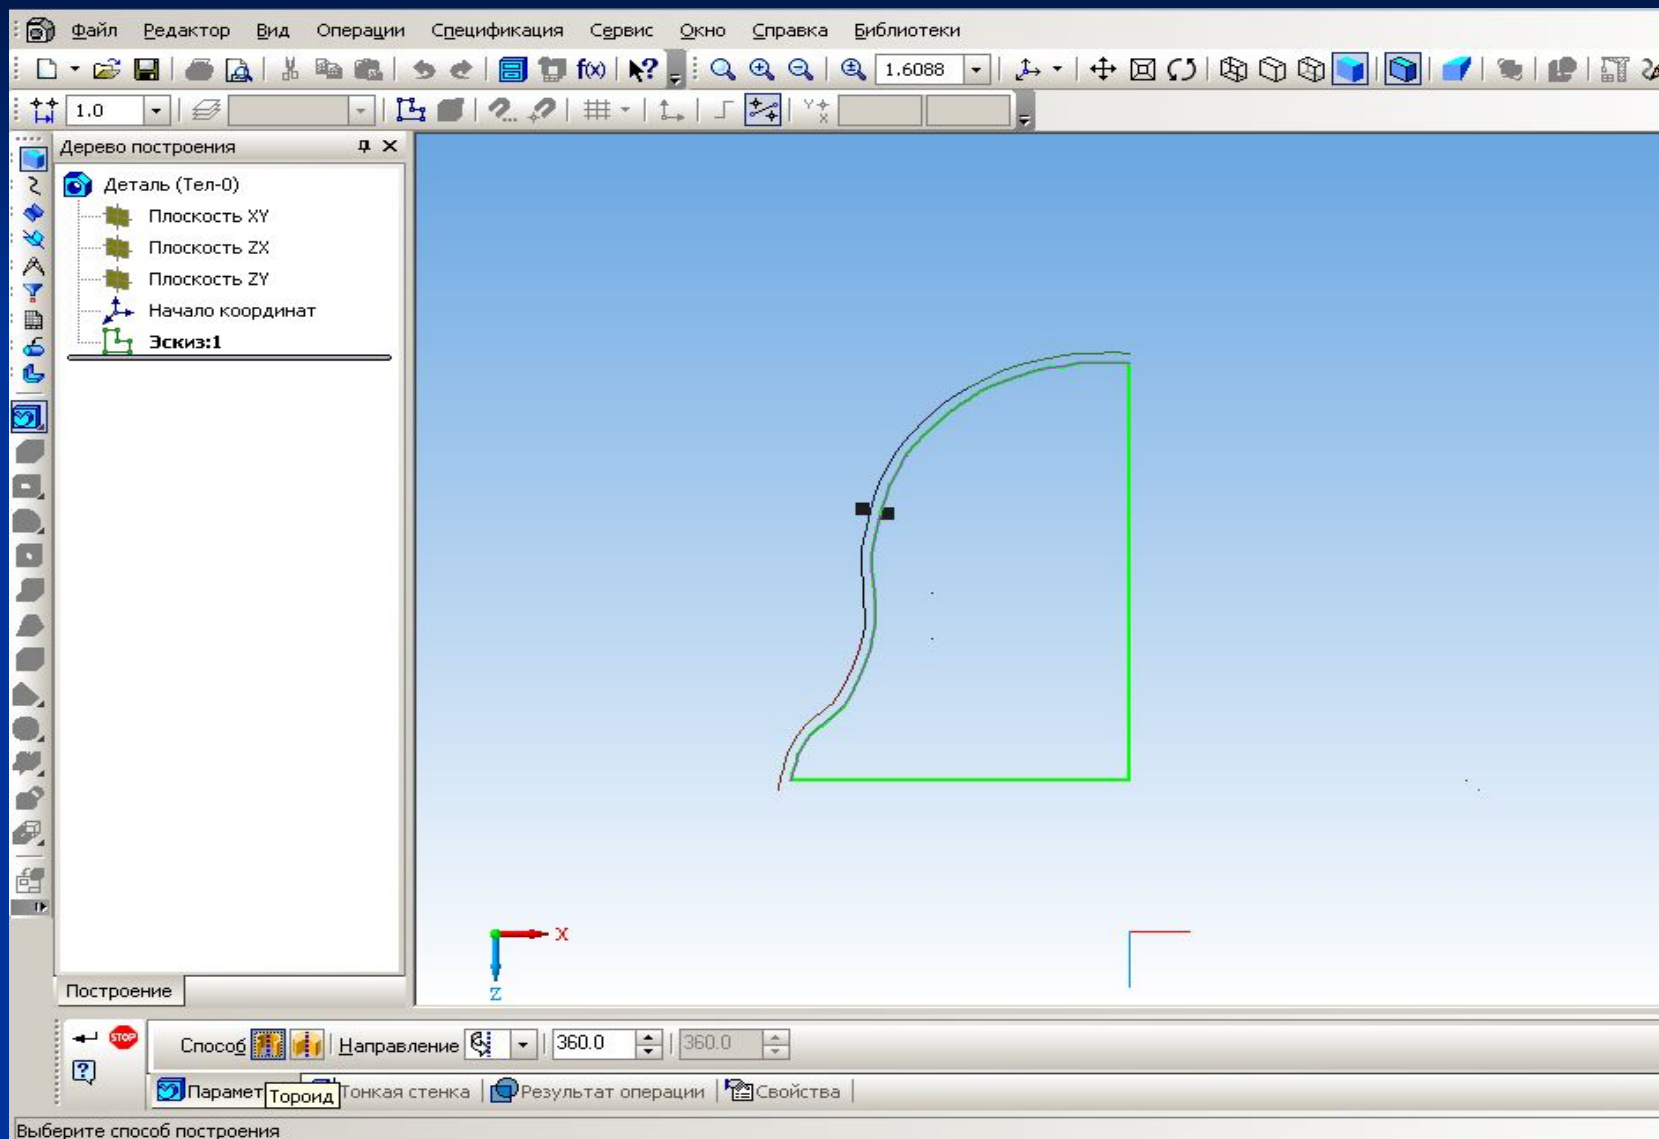 Файл Редактор Вид Операции Спецификация Сервис Окно Справка Библиотеки
f(x) 1.6088
1.0
Дерево построения
Деталь (Тел-0)
Плоскость XY
Плоскость ZX
Плоскость ZY
Начало координат
Эскиз:1
X
Z
Построение
STOP Способ Направление 360.0 360.0
Парамет Тонкая стенка Результат операции Свойства
Тороид
Выберите способ построения